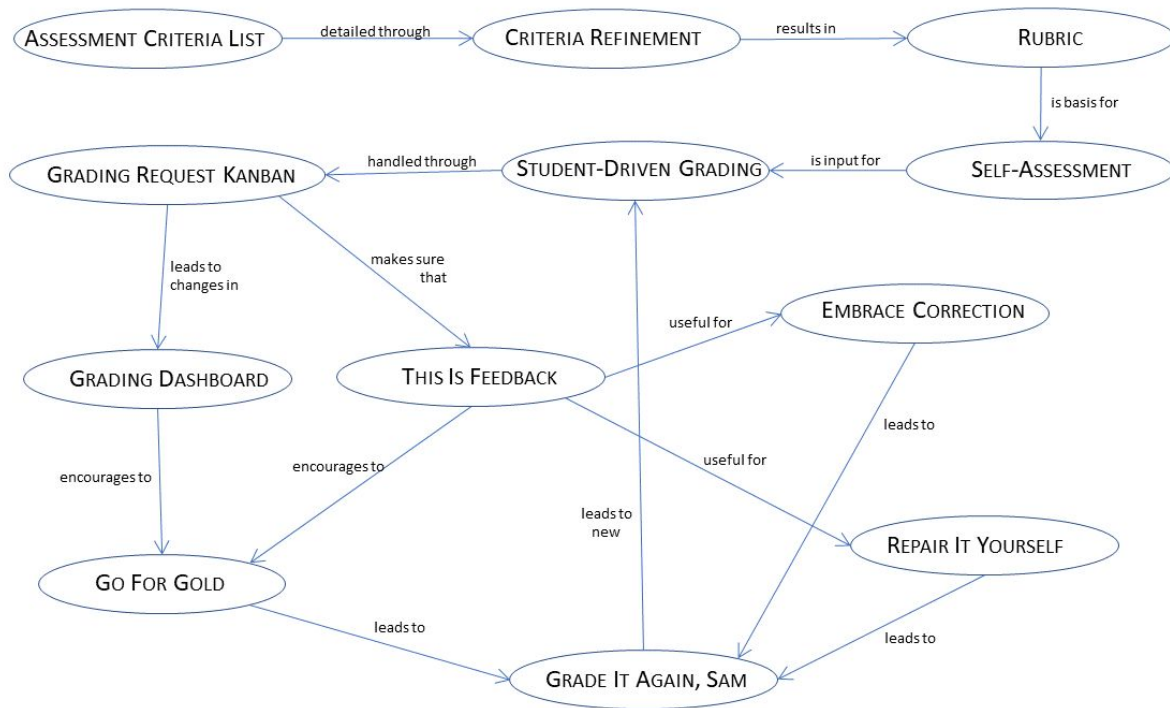 ASSESSMENT CRITERIA LIST
detailed through
CRITERIA REFINEMENT
results in
RUBRIC
is basis for
GRADING REQUEST KANBAN
handled through
STUDENT-DRIVEN GRADING
is input for
SELF-ASSESSMENT
leads to
changes in
makes sure
that
useful for
EMBRACE CORRECTION
GRADING DASHBOARD
THIS IS FEEDBACK
leads to
encourages to
encourages to
useful for
leads to
new
REPAIR IT YOURSELF
GO FOR GOLD
leads to
leads to
GRADE IT AGAIN, SAM